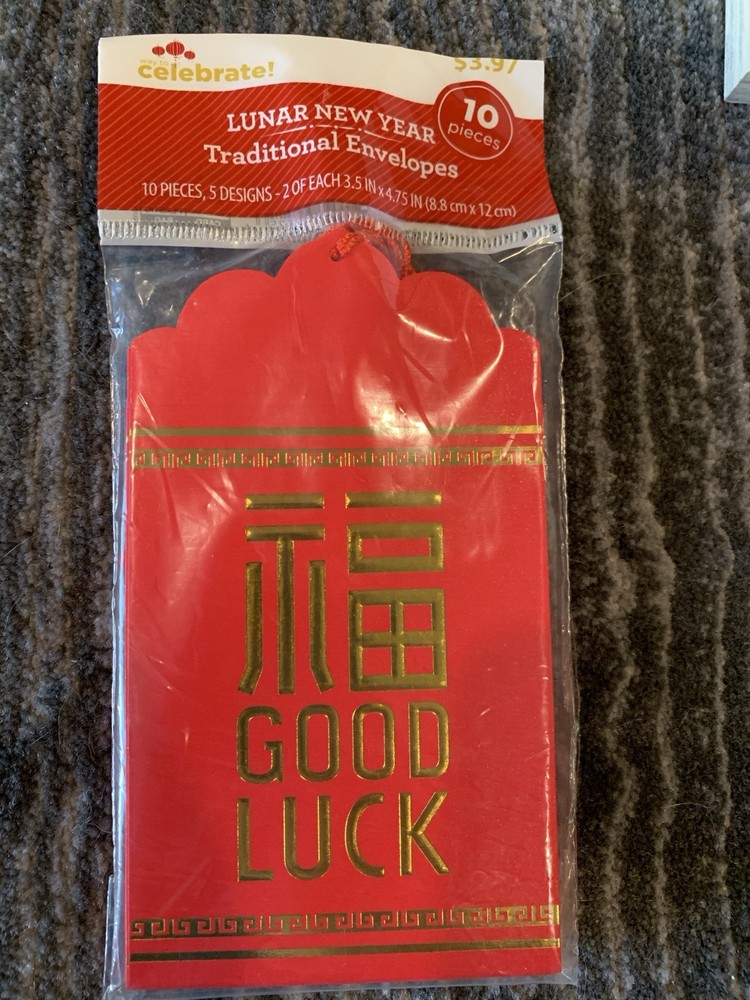 way to
celebrate!
$3.97
LUNAR NEW YEAR
Traditional Envelopes
10
pieces
10 PIECES, 5 DESIGNS - 2 OF EACH 3.5 IN x 4.75 IN (8.8 cm x 12 cm)
福
GOOD
LUCK